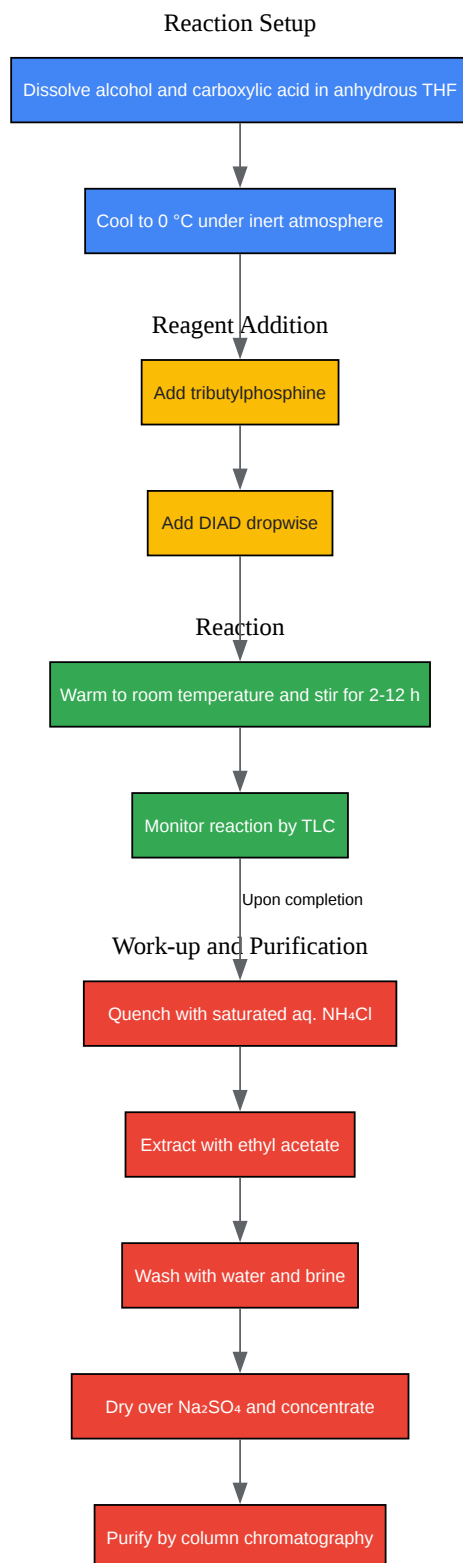 Reaction Setup
Dissolve alcohol and carboxylic acid in anhydrous THF
Cool to 0 °C under inert atmosphere
Reagent Addition
Add tributylphosphine
Add DIAD dropwise
Reaction
Warm to room temperature and stir for 2-12 h
Monitor reaction by TLC
Upon completion
Work-up and Purification
Quench with saturated aq. NH₄Cl
Extract with ethyl acetate
Wash with water and brine
Dry over Na₂SO₄ and concentrate
Purify by column chromatography